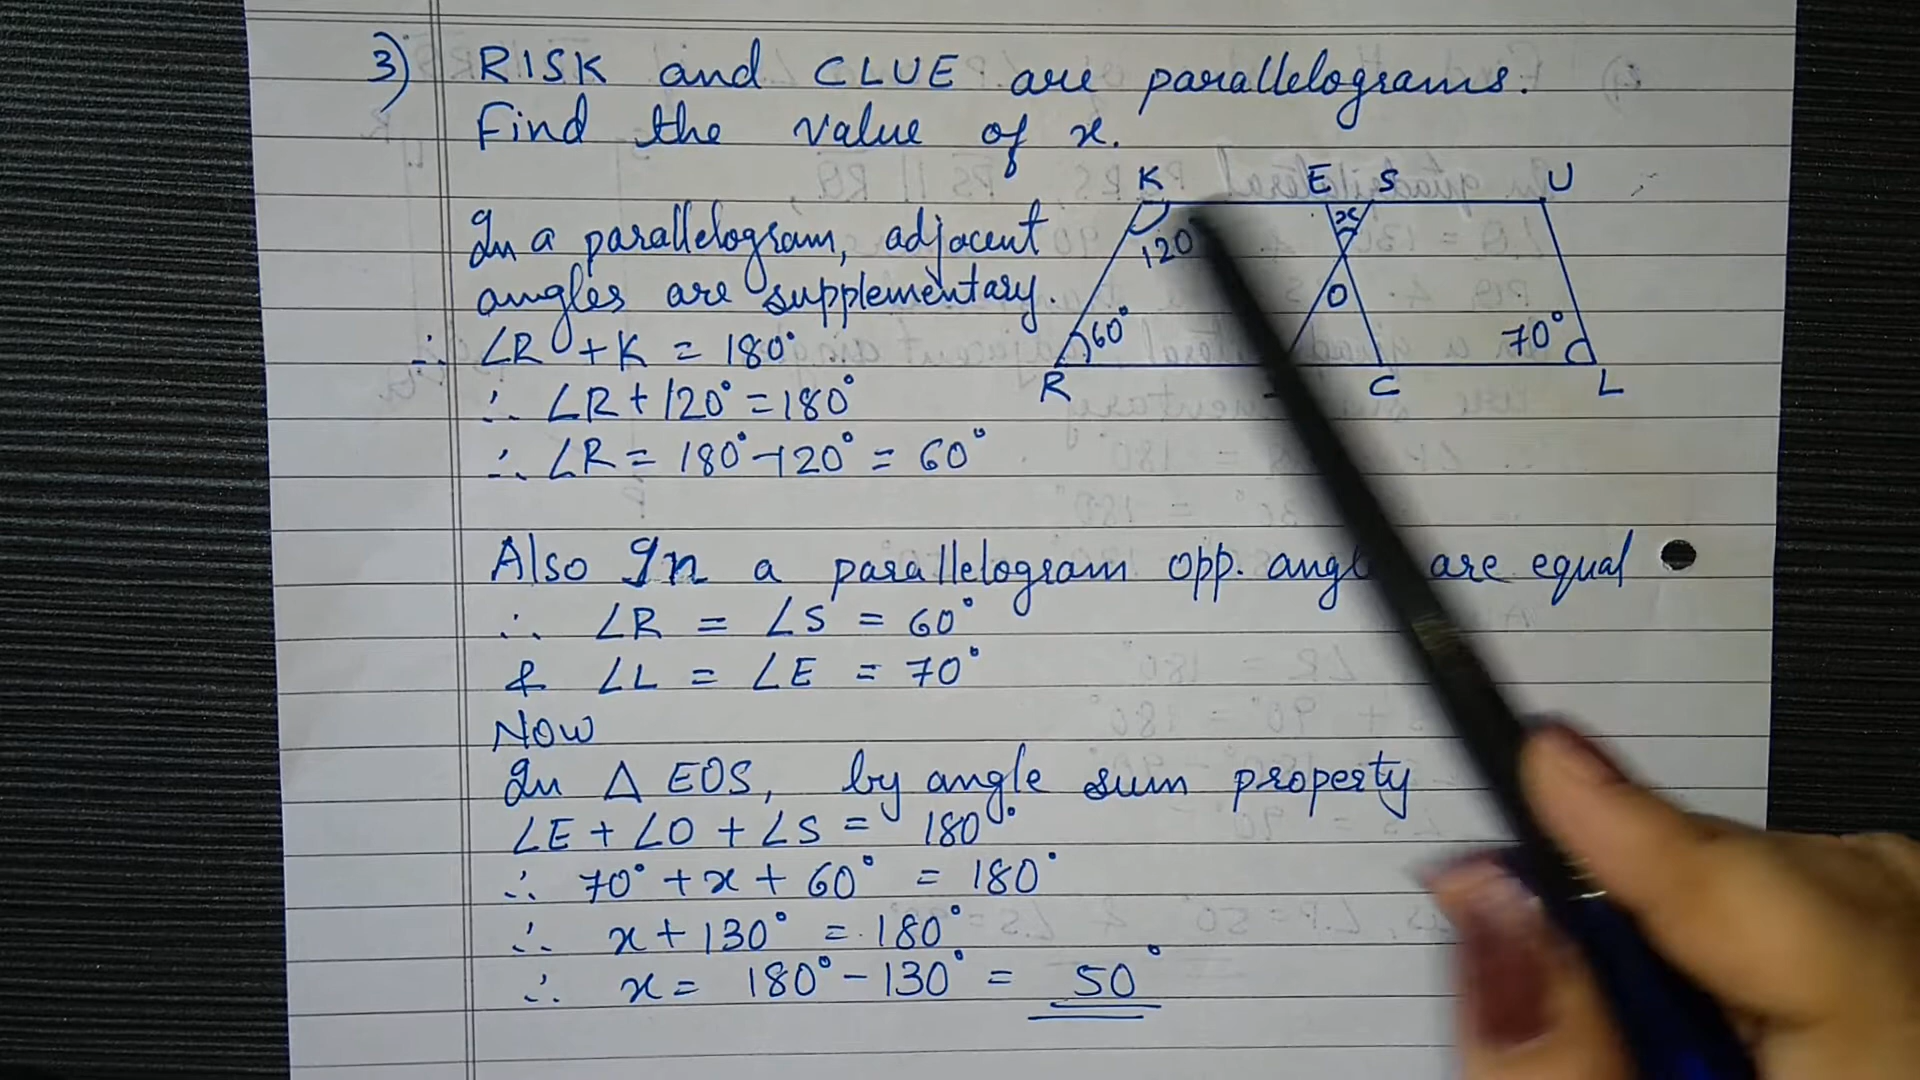 3) RISK and CLUE are parallelograms.
Find the value of x.
K E S U
In a parallelogram, adjacent
angles are supplementary.
x
120
O
60° 70°
R C L
∴ ∠R + K = 180°
∴ ∠R + 120° = 180°
∴ ∠R = 180° - 120° = 60°
Also In a parallelogram opp. are equal
∴ ∠R = ∠S = 60°
& ∠L = ∠E = 70°
Now
In Δ EOS, by angle sum property
∠E + ∠O + ∠S = 180°
∴ 70° + x + 60° = 180°
∴ x + 130° = 180°
∴ x = 180° - 130° = 50°